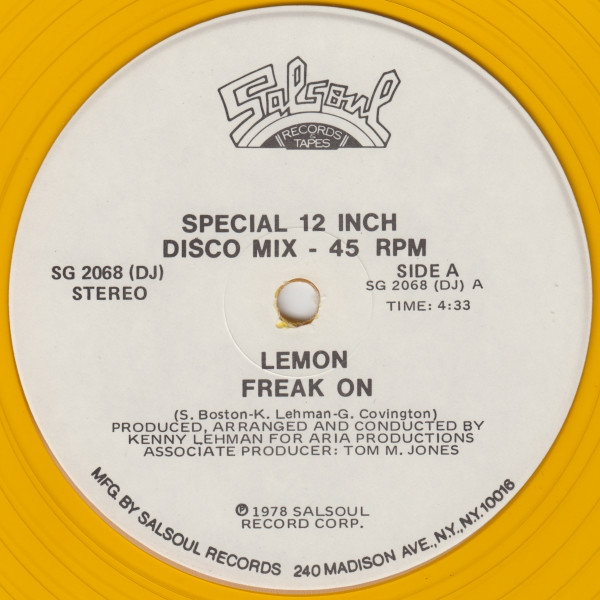 Salsoul
RECORDS
&
TAPES
SPECIAL 12 INCH
DISCO MIX - 45 RPM
SG 2068 (DJ)
STEREO
SIDE A
SG 2068 (DJ) A
TIME: 4:33
LEMON
FREAK ON
(S. Boston-K. Lehman-G. Covington)
PRODUCED, ARRANGED AND CONDUCTED BY
KENNY LEHMAN FOR ARIA PRODUCTIONS
ASSOCIATE PRODUCER: TOM M. JONES
℗ 1978 SALSOUL
RECORD CORP.
MFG. BY SALSOUL RECORDS 240 MADISON AVE., N.Y., N.Y. 10016